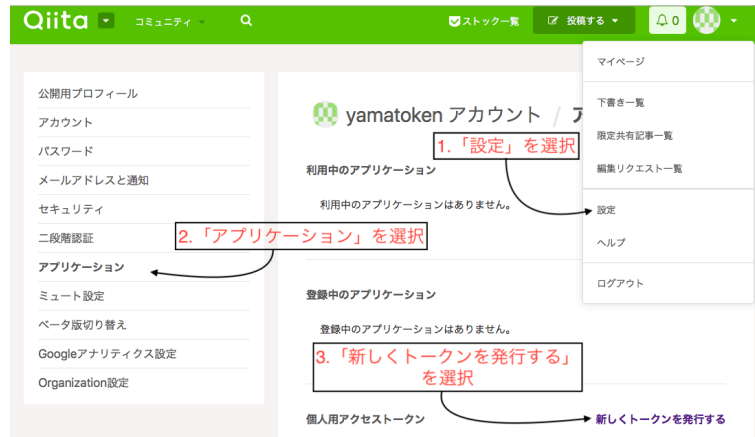 Qiita コミュニティ ストック一覧 投稿する 0
マイページ
下書き一覧
限定共有記事一覧
編集リクエスト一覧
設定
ヘルプ
ログアウト
公開用プロフィール
アカウント
パスワード
メールアドレスと通知
セキュリティ
二段階認証
アプリケーション
ミュート設定
ベータ版切り替え
Googleアナリティクス設定
Organization設定
yamatoken アカウント /
1.「設定」を選択
利用中のアプリケーション
利用中のアプリケーションはありません。
2.「アプリケーション」を選択
登録中のアプリケーション
登録中のアプリケーションはありません。
3.「新しくトークンを発行する」
を選択
個人用アクセストークン 新しくトークンを発行する